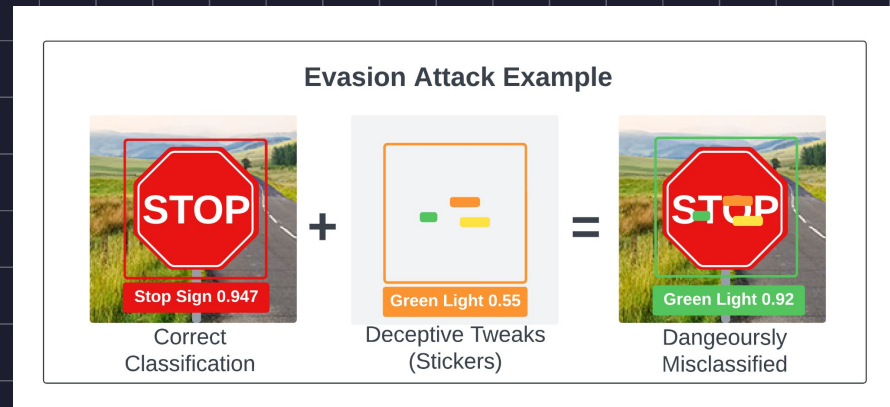 Evasion Attack Example
STOP
+
=
STOP
Stop Sign 0.947
Green Light 0.55
Green Light 0.92
Correct
Classification
Deceptive Tweaks
(Stickers)
Dangeoursly
Misclassified